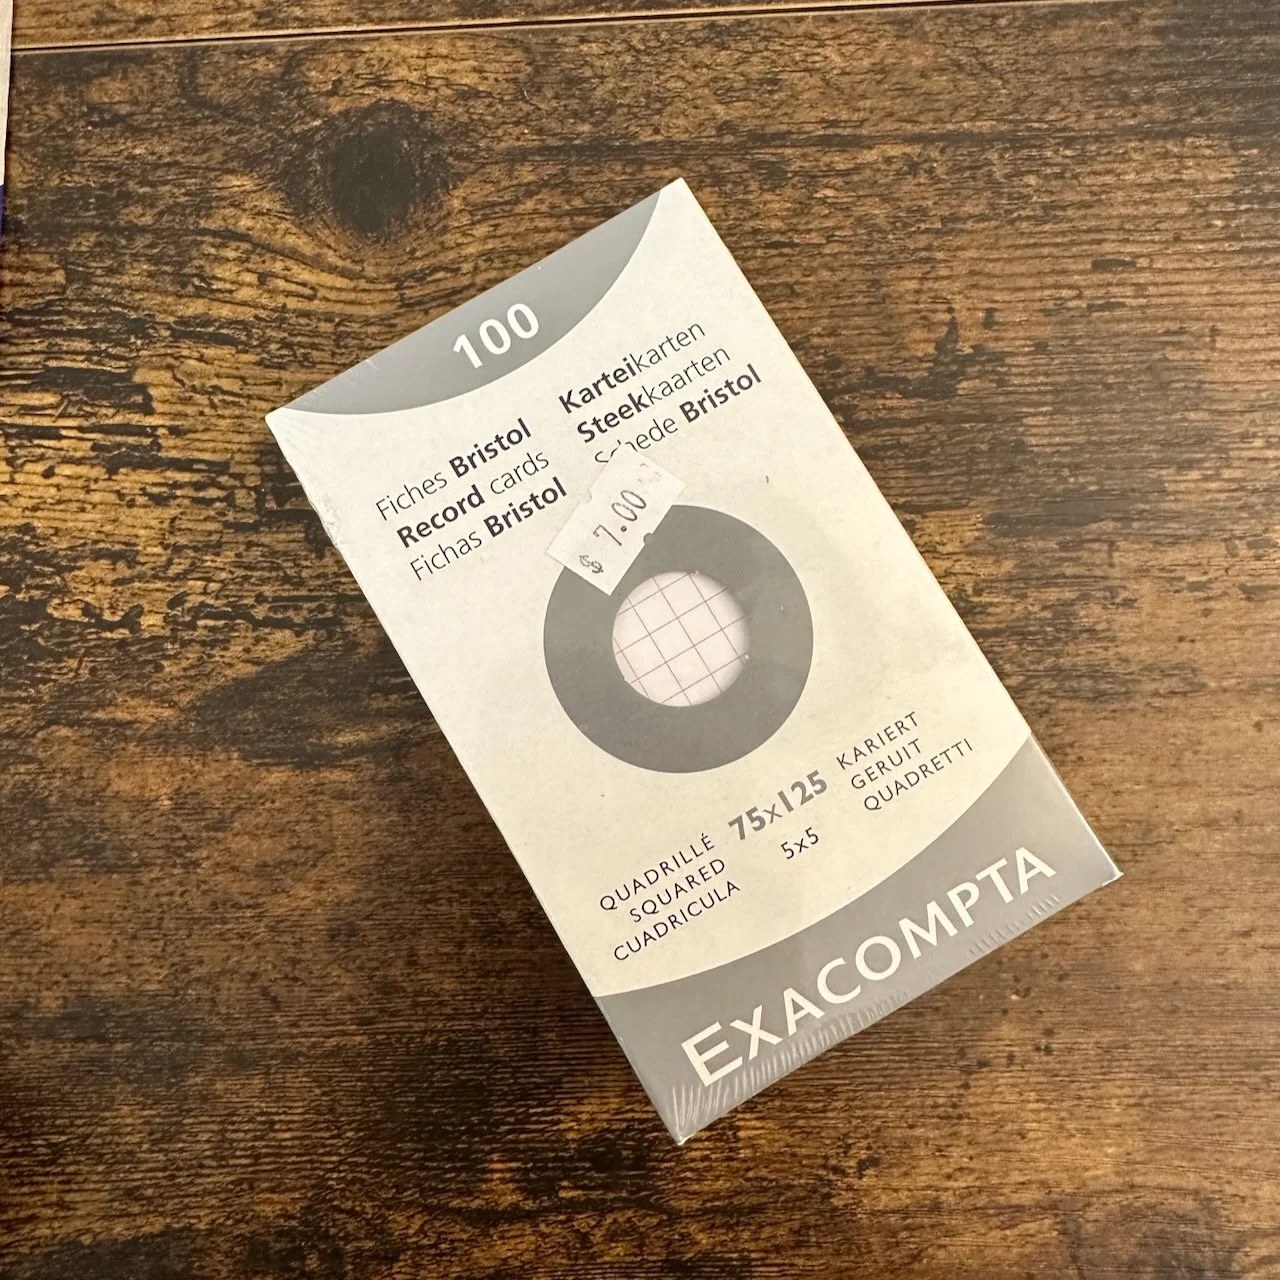 100
Fiches Bristol
Record cards
Fichas Bristol
Karteikarten
Steekkaarten
Schede Bristol
$ 7.00
75x125
5x5
QUADRILLÉ
SQUARED
CUADRICULA
KARIERT
GERUIT
QUADRETTI
EXACOMPTA